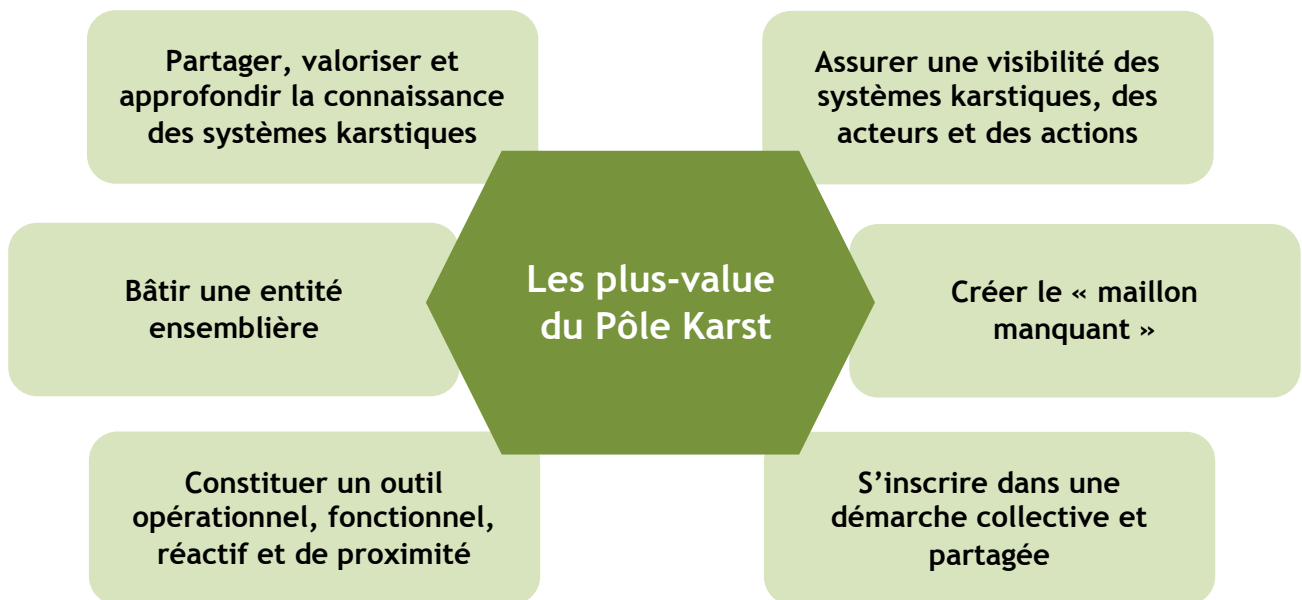 Partager, valoriser et
approfondir la connaissance
des systèmes karstiques
Assurer une visibilité des
systèmes karstiques, des
acteurs et des actions
Bâtir une entité
ensemblière
Les plus-value
du Pôle Karst
Créer le « maillon
manquant »
Constituer un outil
opérationnel, fonctionnel,
réactif et de proximité
S’inscrire dans une
démarche collective et
partagée